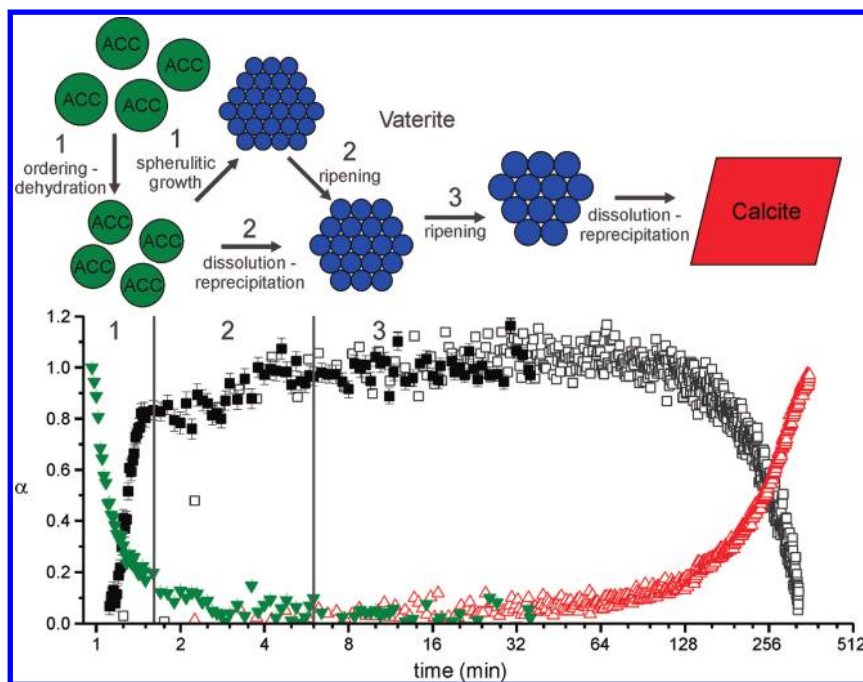 ACC
ACC
ACC
ACC
1
ordering -
dehydration
1
spherulitic
growth
Vaterite
2
ripening
ACC
ACC
ACC
ACC
2
dissolution -
reprecipitation
3
ripening
dissolution -
reprecipitation
Calcite
1
2
3
1.2
1.0
0.8
0.6
0.4
0.2
0.0
α
1
2
4
8
16
32
64
128
256
512
time (min)